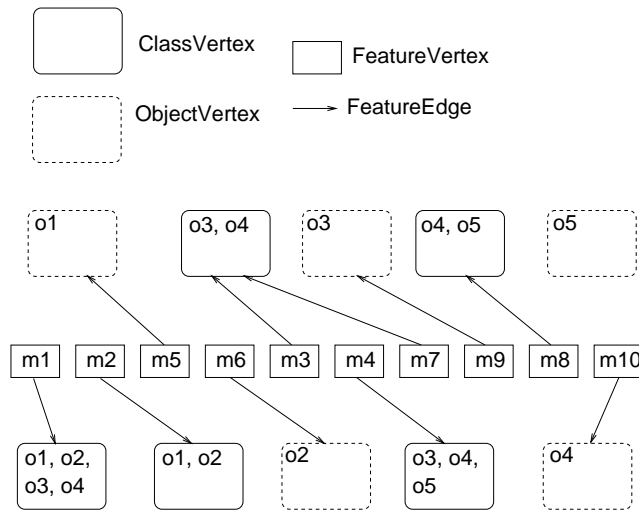 ClassVertex
FeatureVertex
ObjectVertex
FeatureEdge
o1
o3, o4
o3
o4, o5
o5
m1
m2
m5
m6
m3
m4
m7
m9
m8
m10
o1, o2,
o3, o4
o1, o2
o2
o3, o4,
o5
o4